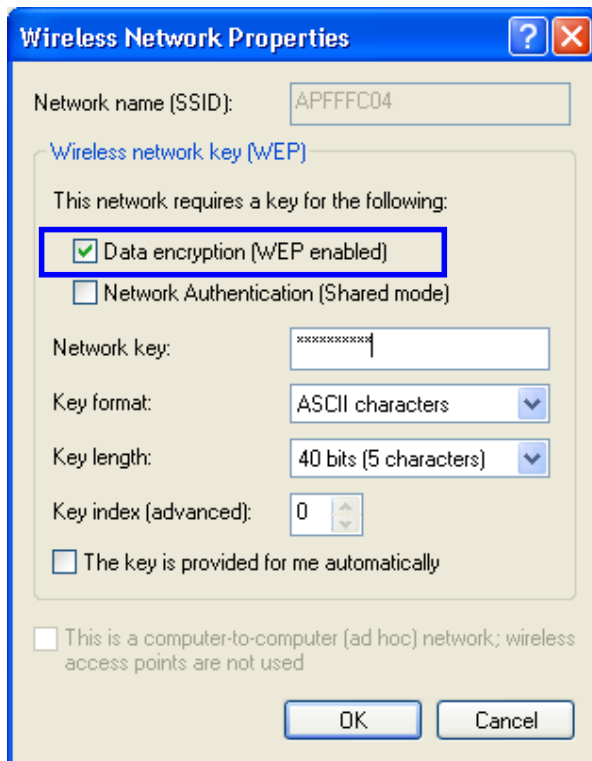 Wireless Network Properties
Network name (SSID): APFFFC04
Wireless network key (WEP)
This network requires a key for the following:
Data encryption (WEP enabled)
Network Authentication (Shared mode)
Network key: **********
Key format: ASCII characters
Key length: 40 bits (5 characters)
Key index (advanced): 0
The key is provided for me automatically
This is a computer-to-computer (ad hoc) network; wireless
access points are not used
OK Cancel